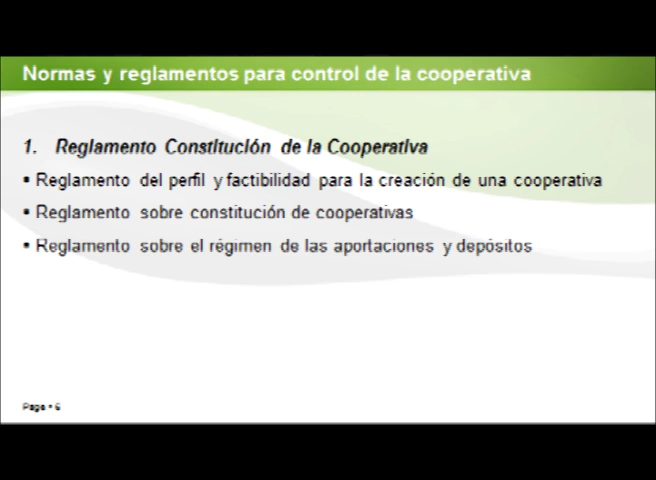 Normas y reglamentos para control de la cooperativa
1. Reglamento Constitución de la Cooperativa
▪ Reglamento del perfil y factibilidad para la creación de una cooperativa
▪ Reglamento sobre constitución de cooperativas
▪ Reglamento sobre el régimen de las aportaciones y depósitos
Page ▪ 6